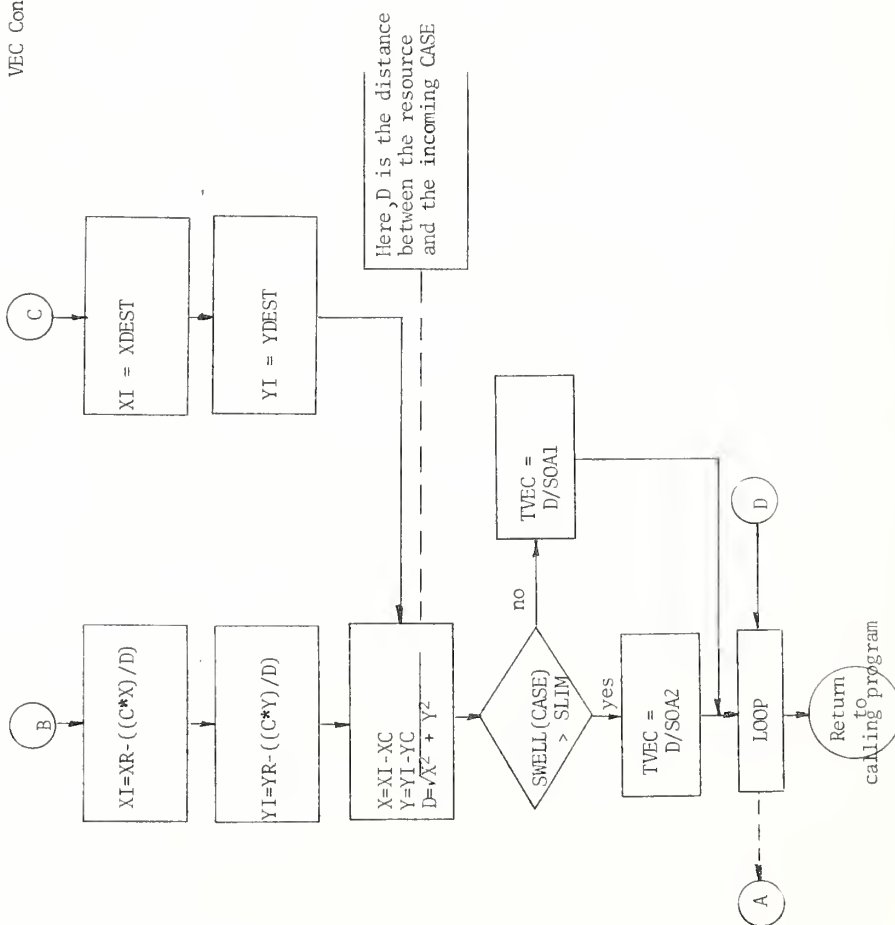 VEC Con
C
XI = XDEST
YI = YDEST
Here,D is the distance
between the resource
and the incoming CASE
B
XI=XR-((C*X)/D)
YI=YR-((C*Y)/D)
X=XI-XC
Y=YI-YC
D=√X² + Y²
SWELL(CASE)
> SLIM
no
TVEC =
D/SOA1
yes
TVEC =
D/SOA2
LOOP
D
A
Return
to
calling program